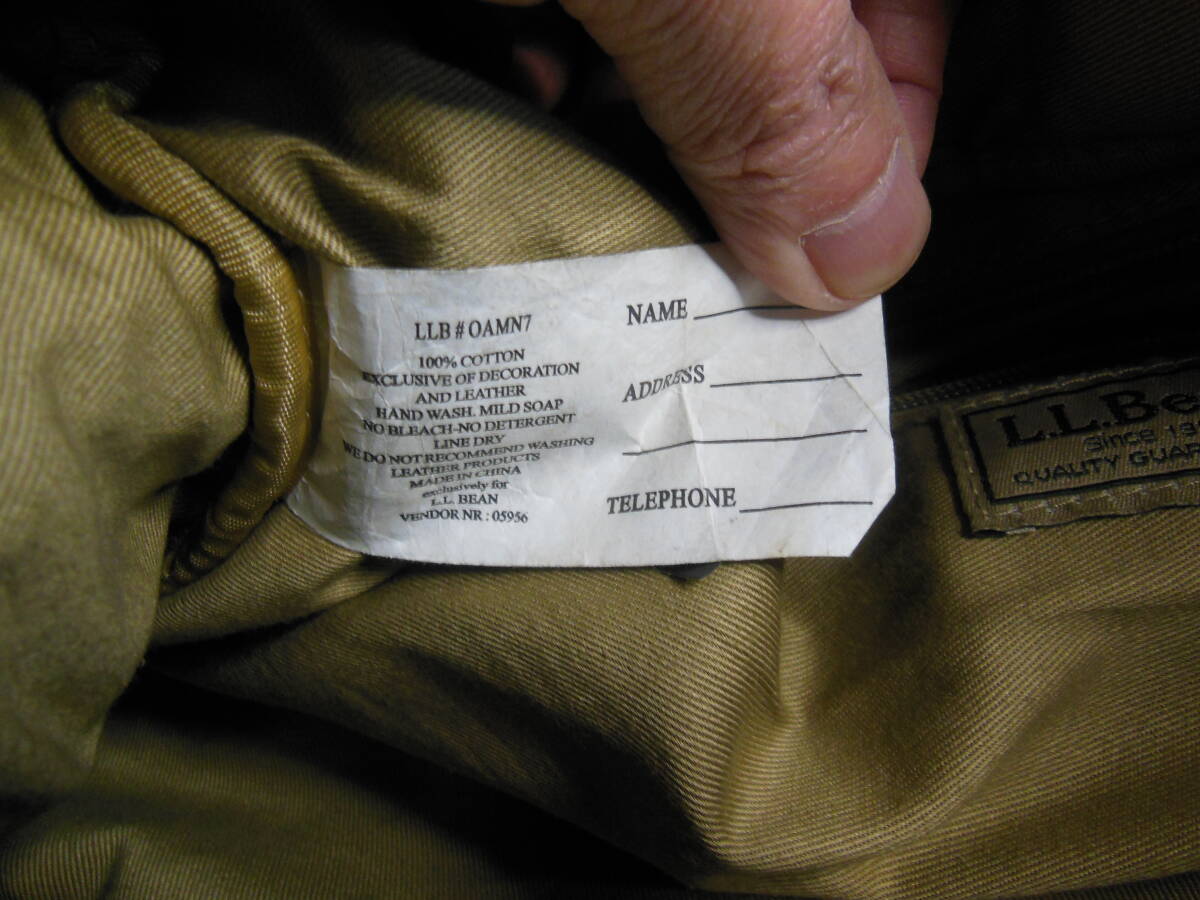 LLB # OAMN7
100% COTTON
EXCLUSIVE OF DECORATION
AND LEATHER
HAND WASH. MILD SOAP
NO BLEACH-NO DETERGENT
LINE DRY
WE DO NOT RECOMMEND WASHING
LEATHER PRODUCTS
MADE IN CHINA
exclusively for
L.L. BEAN
VENDOR NR : 05956
NAME
ADDRESS
TELEPHONE
L.L.Be
Since 19
QUALITY GUAR